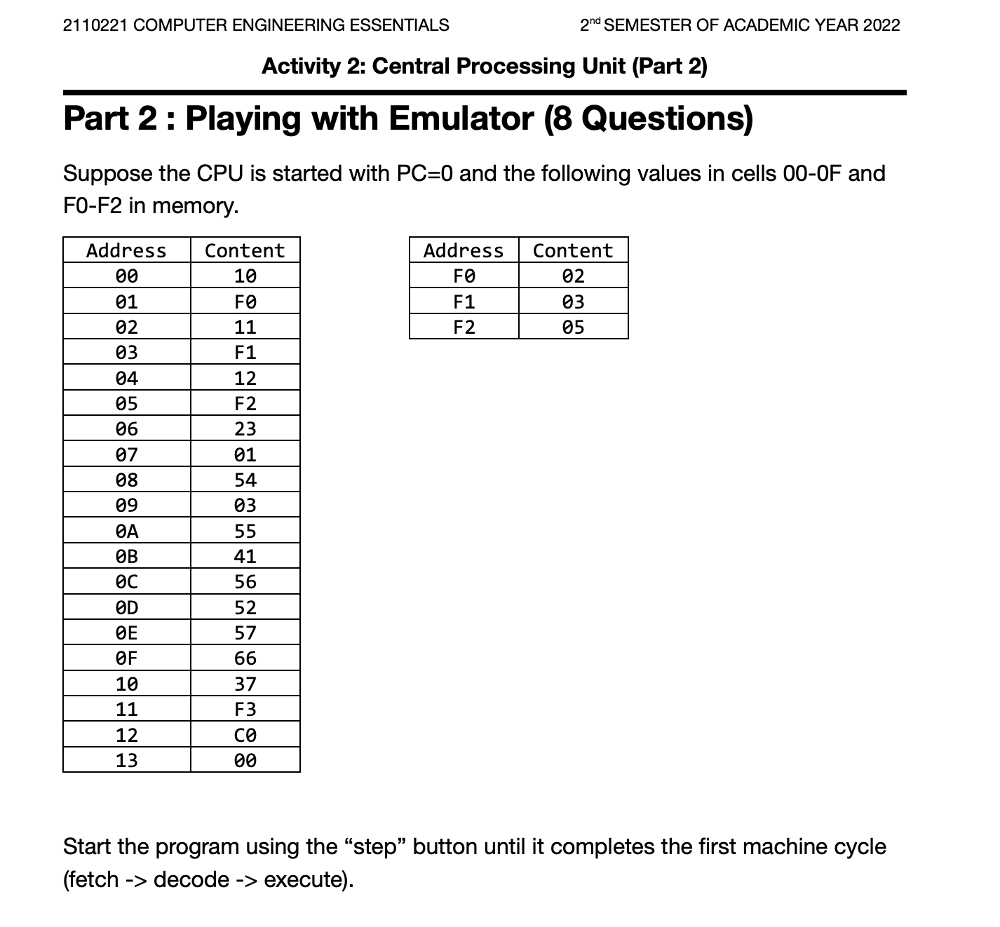 2110221 COMPUTER ENGINEERING ESSENTIALS 2nd SEMESTER OF ACADEMIC YEAR 2022
Activity 2: Central Processing Unit (Part 2)
Part 2 : Playing with Emulator (8 Questions)
Suppose the CPU is started with PC=0 and the following values in cells 00-0F and
F0-F2 in memory.
Address Content
00 10
01 F0
02 11
03 F1
04 12
05 F2
06 23
07 01
08 54
09 03
0A 55
0B 41
0C 56
0D 52
0E 57
0F 66
10 37
11 F3
12 C0
13 00
Address Content
F0 02
F1 03
F2 05
Start the program using the “step” button until it completes the first machine cycle
(fetch -> decode -> execute).